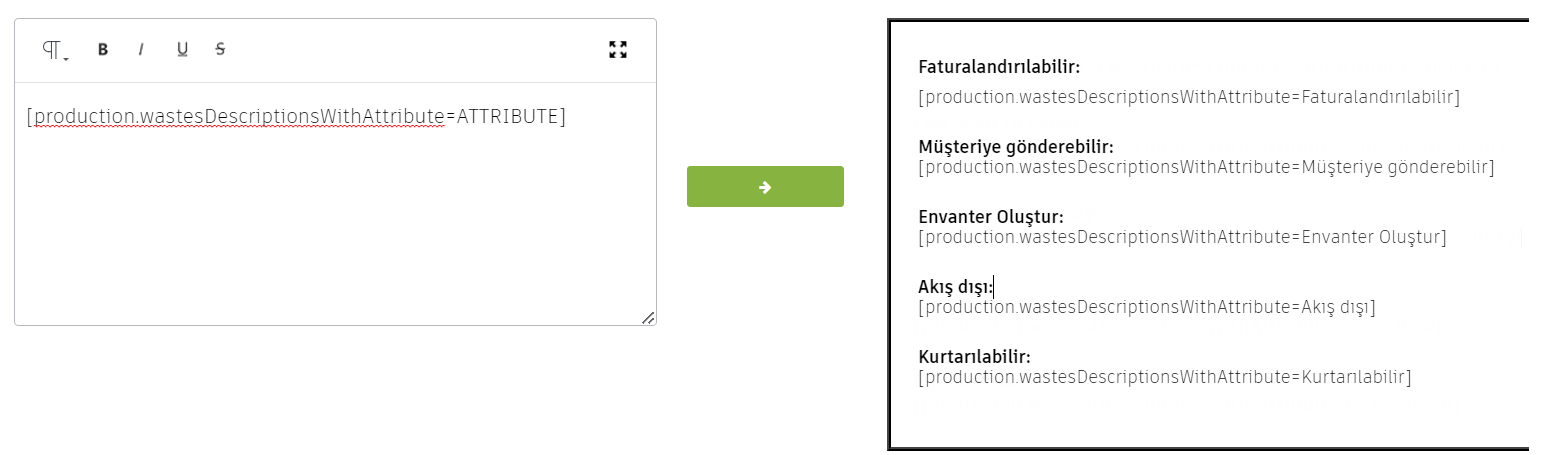 B I U S
[production.wastesDescriptionsWithAttribute=ATTRIBUTE]
Faturalandırılabilir:
[production.wastesDescriptionsWithAttribute=Faturalandırılabilir]
Müşteriye gönderebilir:
[production.wastesDescriptionsWithAttribute=Müşteriye gönderebilir]
Envanter Oluştur:
[production.wastesDescriptionsWithAttribute=Envanter Oluştur]
Akış dışı:
[production.wastesDescriptionsWithAttribute=Akış dışı]
Kurtarılabilir:
[production.wastesDescriptionsWithAttribute=Kurtarılabilir]